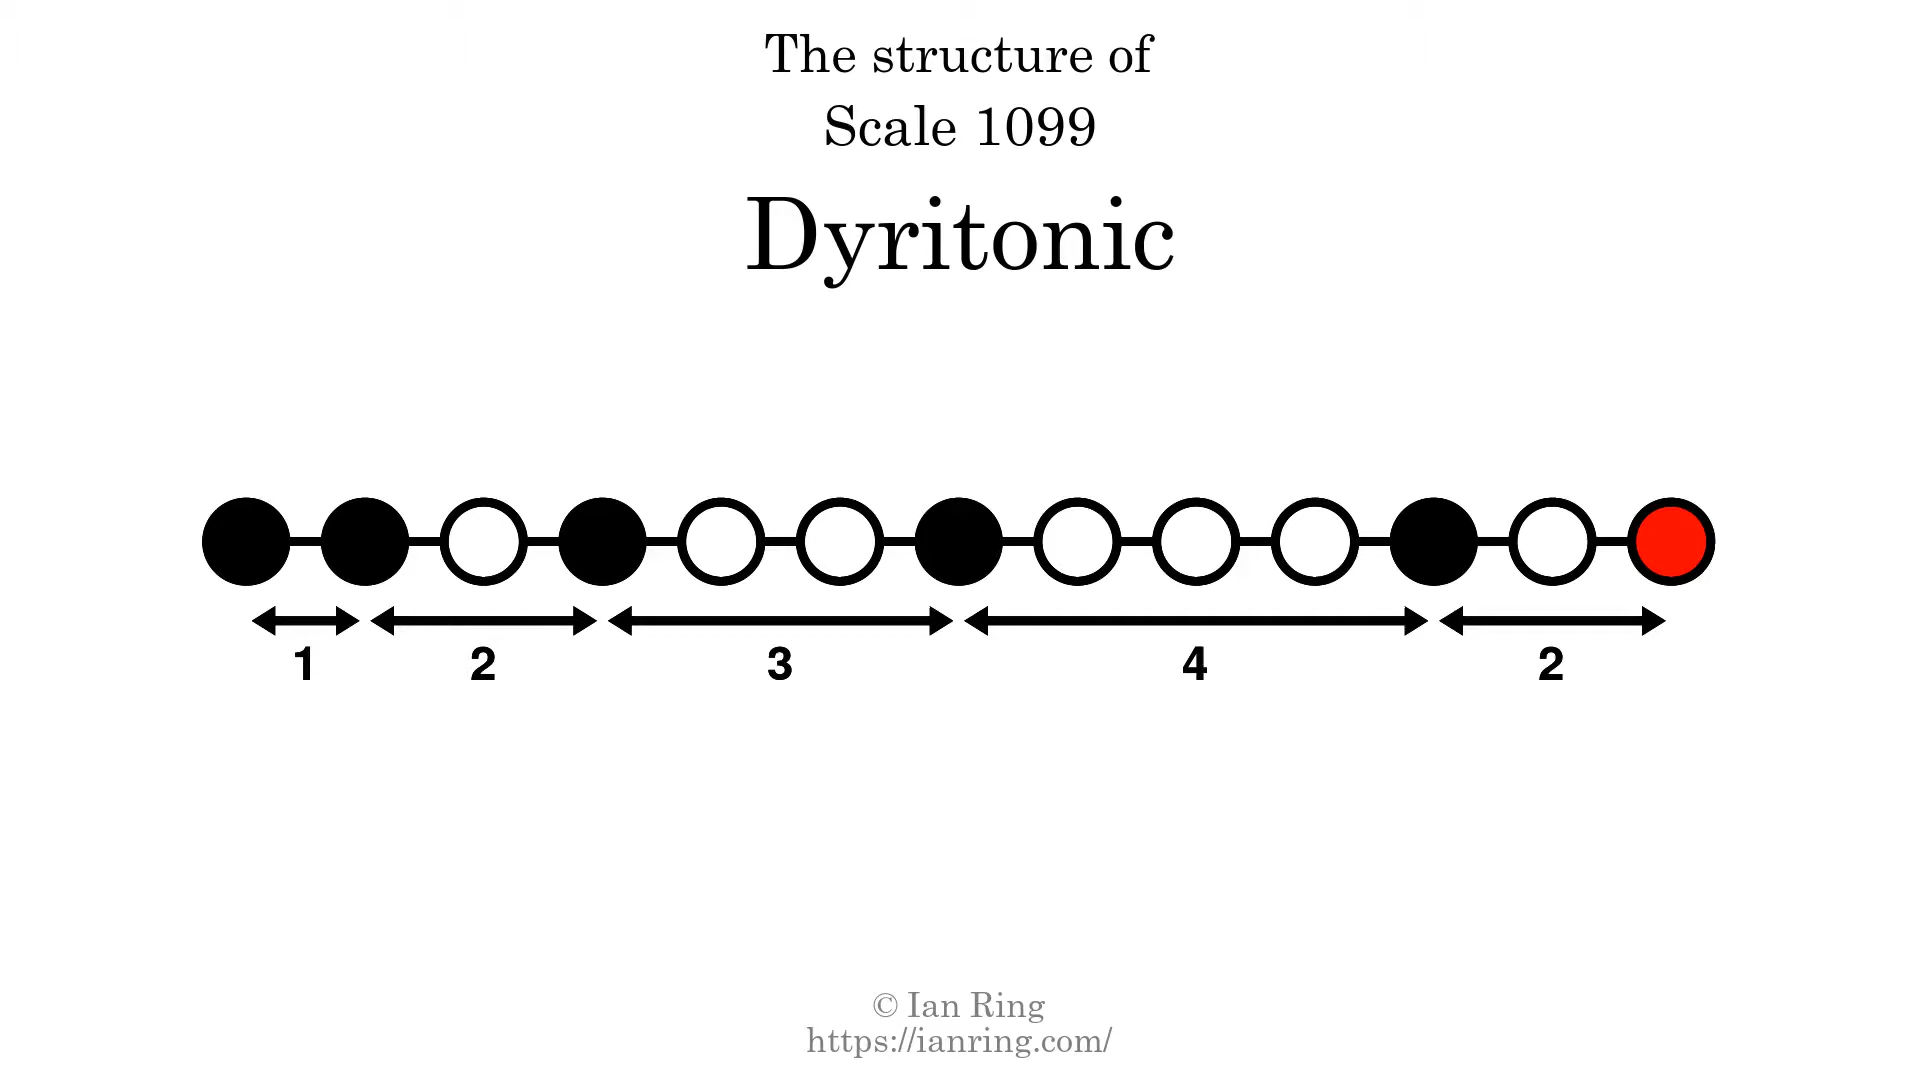 The structure of
Scale 1099
Dyritonic
1 2 3 4 2
© Ian Ring
https://ianring.com/